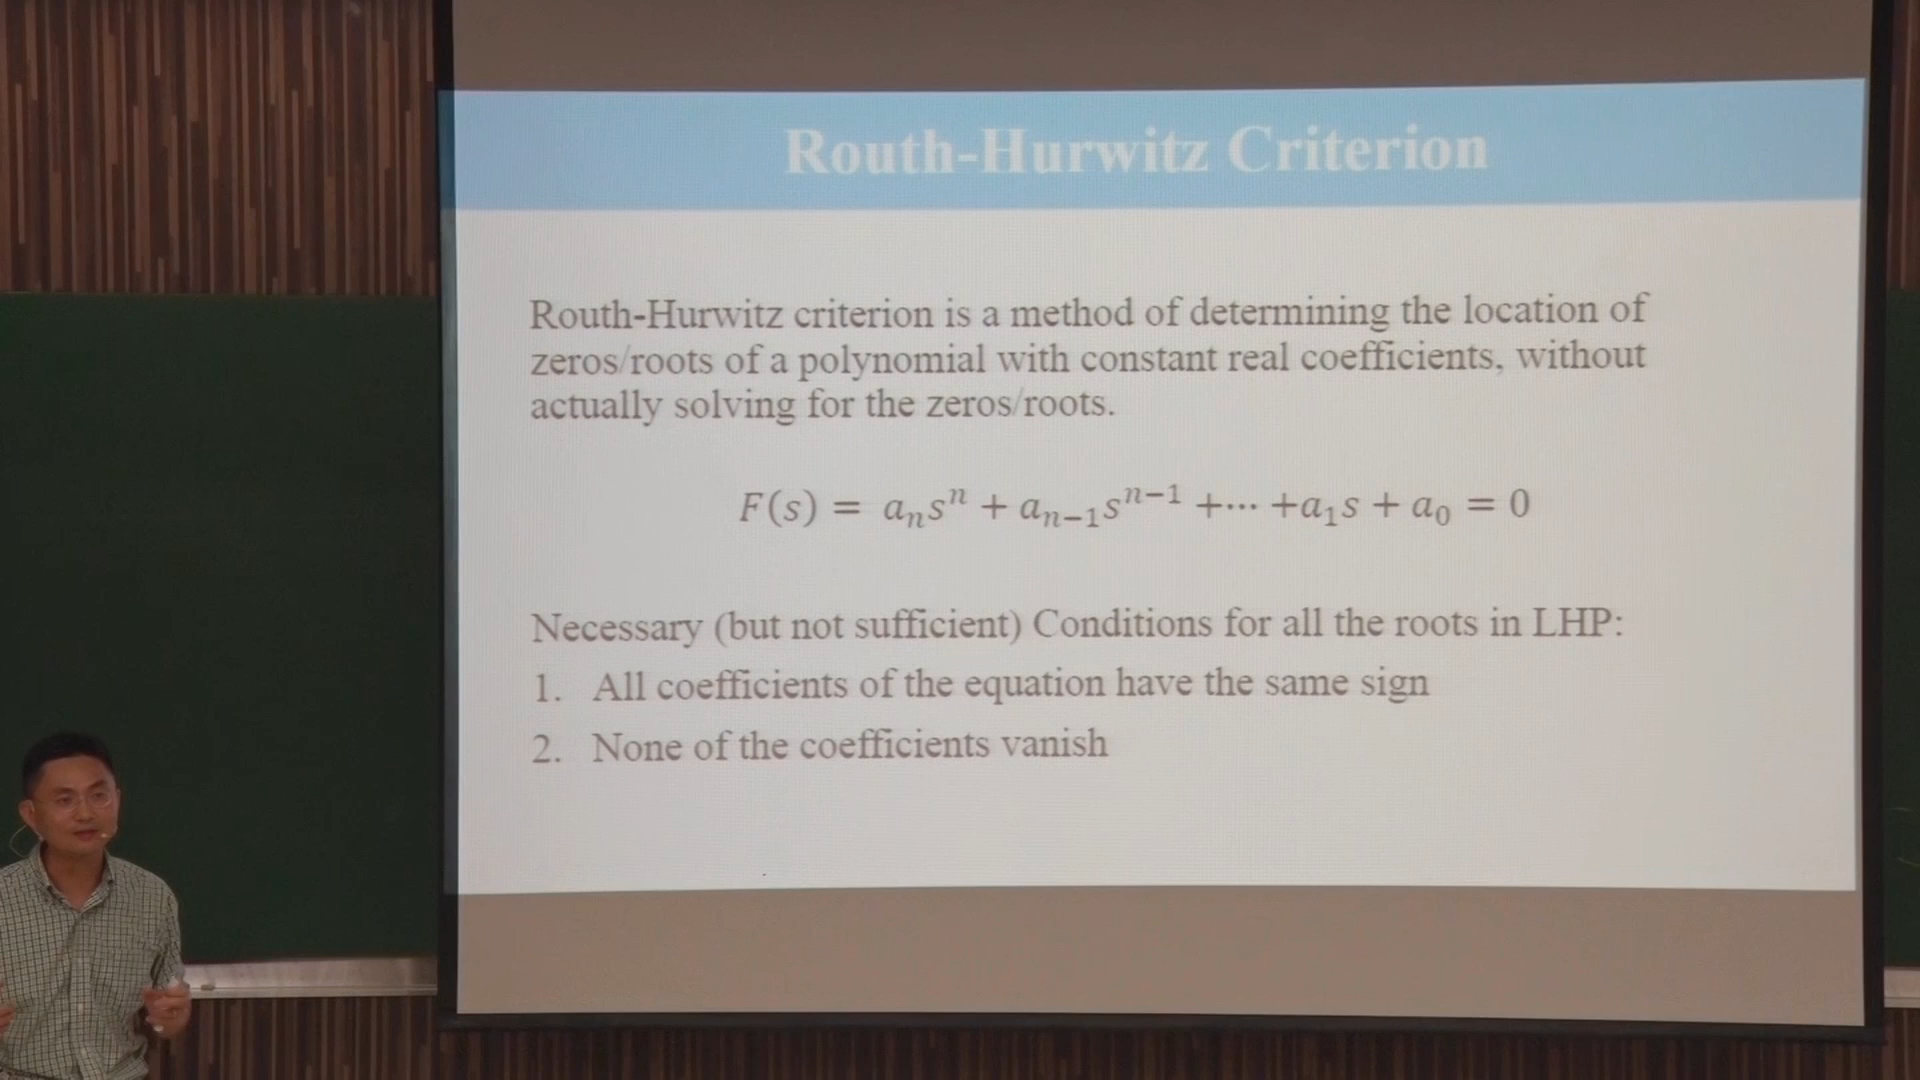 Routh-Hurwitz Criterion
Routh-Hurwitz criterion is a method of determining the location of
zeros/roots of a polynomial with constant real coefficients, without
actually solving for the zeros/roots.
F(s) = aₙsⁿ + aₙ₋₁sⁿ⁻¹ +⋯ +a₁s + a₀ = 0
Necessary (but not sufficient) Conditions for all the roots in LHP:
1. All coefficients of the equation have the same sign
2. None of the coefficients vanish